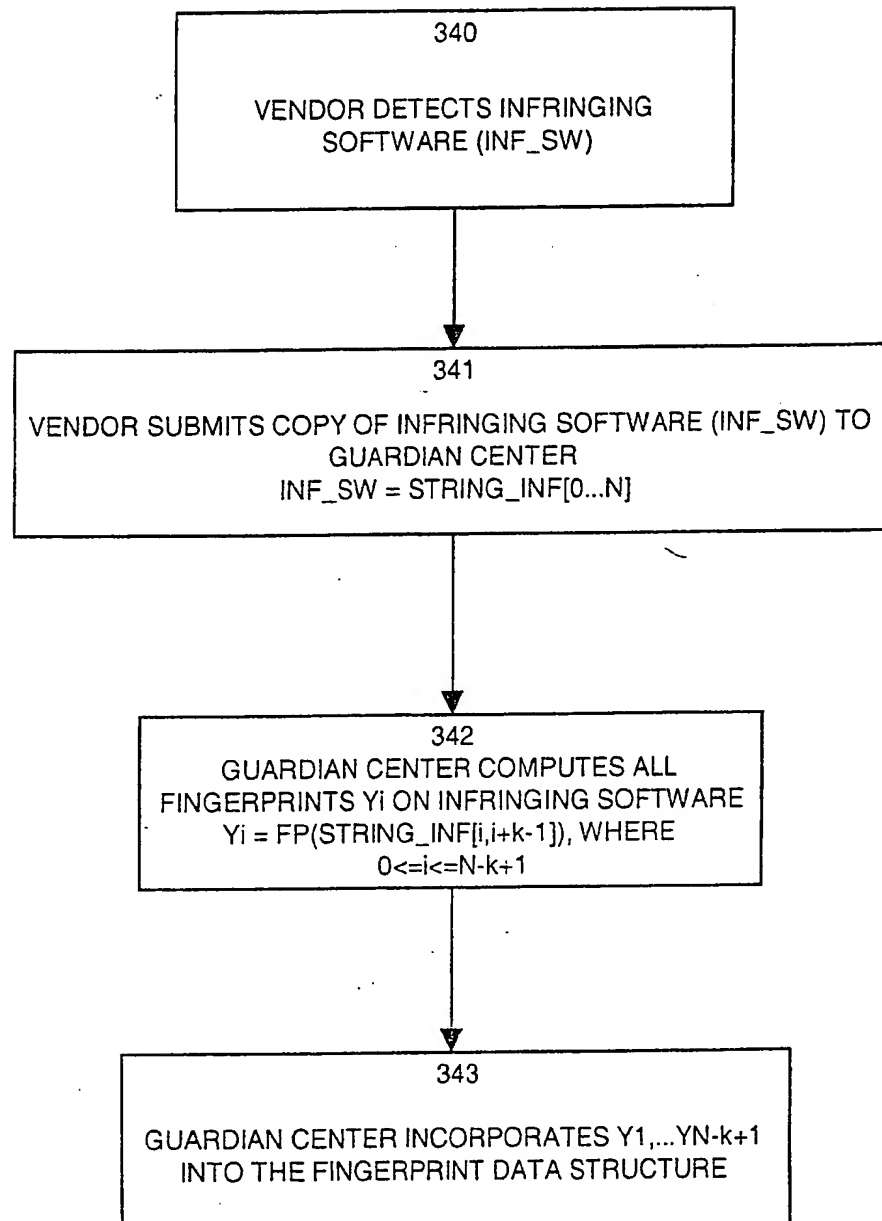 340
VENDOR DETECTS INFRINGING
SOFTWARE (INF_SW)
341
VENDOR SUBMITS COPY OF INFRINGING SOFTWARE (INF_SW) TO
GUARDIAN CENTER
INF_SW = STRING_INF[0...N]
342
GUARDIAN CENTER COMPUTES ALL
FINGERPRINTS Yi ON INFRINGING SOFTWARE
Yi = FP(STRING_INF[i,i+k-1]), WHERE
0<=i<=N-k+1
343
GUARDIAN CENTER INCORPORATES Y1,...YN-k+1
INTO THE FINGERPRINT DATA STRUCTURE